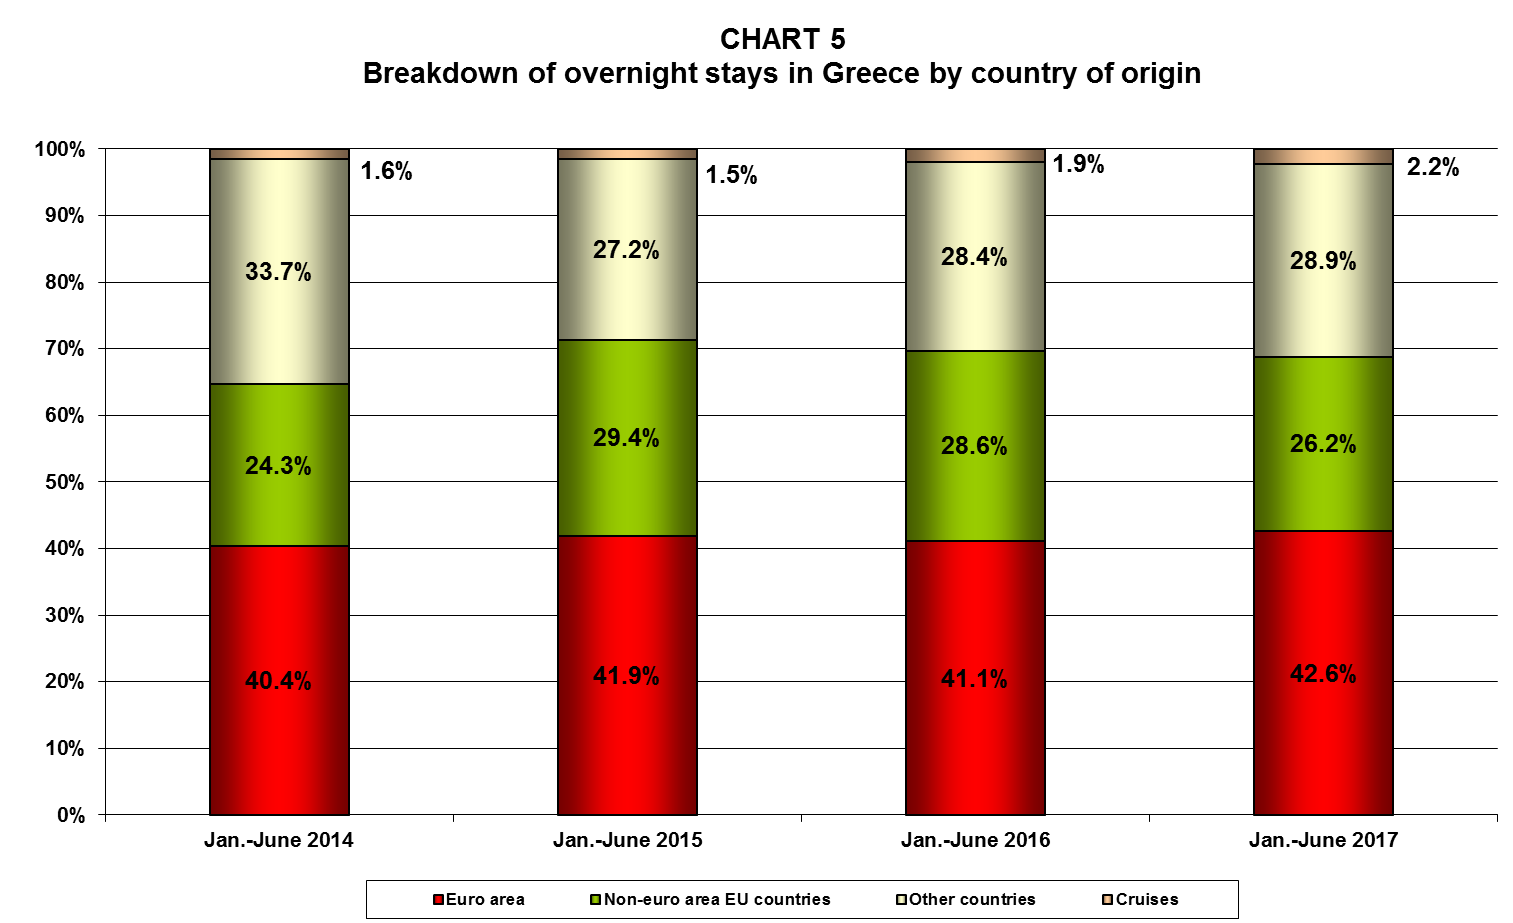 CHART 5
Breakdown of overnight stays in Greece by country of origin
100%
90%
80%
70%
60%
50%
40%
30%
20%
10%
0%
1.6%
33.7%
24.3%
40.4%
1.5%
27.2%
29.4%
41.9%
1.9%
28.4%
28.6%
41.1%
2.2%
28.9%
26.2%
42.6%
Jan.-June 2014
Jan.-June 2015
Jan.-June 2016
Jan.-June 2017
Euro area
Non-euro area EU countries
Other countries
Cruises